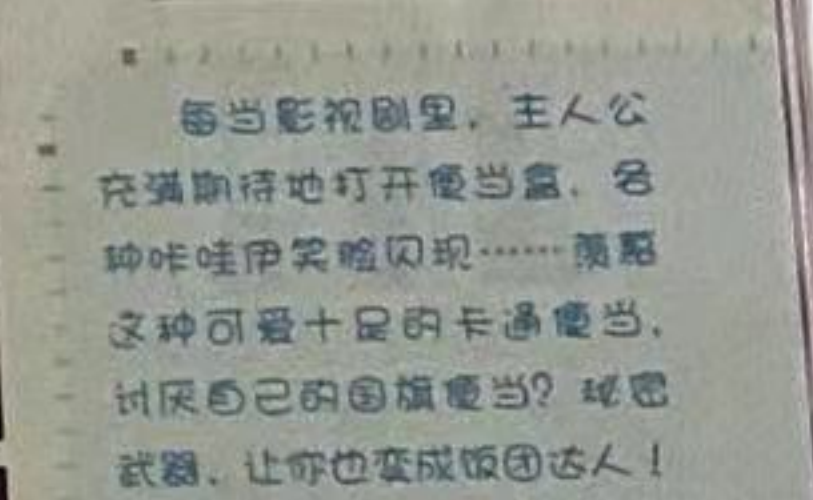 每当影视剧里，主人公
充满期待地打开便当盒，各
种咔哇伊笑脸闪现……羡慕
这种可爱十足的卡通便当，
讨厌自己的国旗便当？秘密
武器，让你也变成饭团达人！